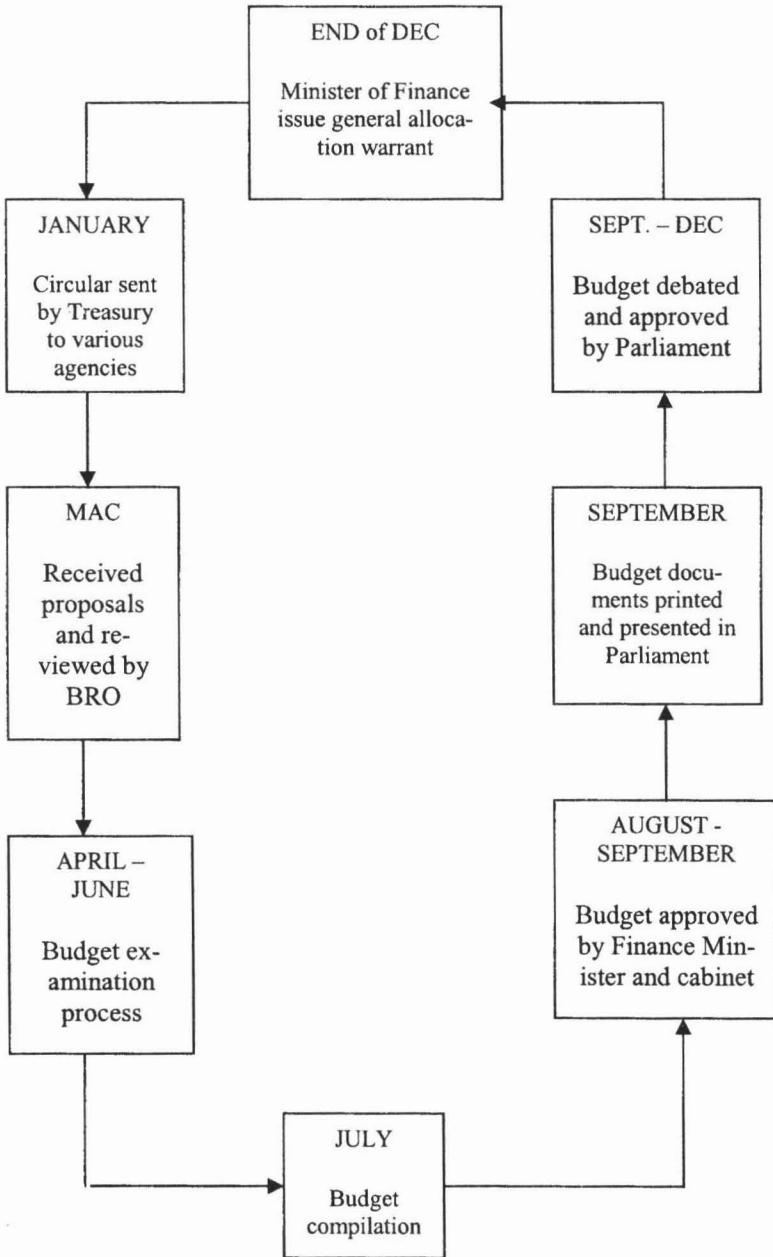 END of DEC
Minister of Finance
issue general alloca-
tion warrant
JANUARY
Circular sent
by Treasury
to various
agencies
SEPT. – DEC
Budget debated
and approved
by Parliament
MAC
Received
proposals
and re-
viewed by
BRO
SEPTEMBER
Budget docu-
ments printed
and presented in
Parliament
APRIL –
JUNE
Budget ex-
amination
process
AUGUST -
SEPTEMBER
Budget approved
by Finance Min-
ister and cabinet
JULY
Budget
compilation